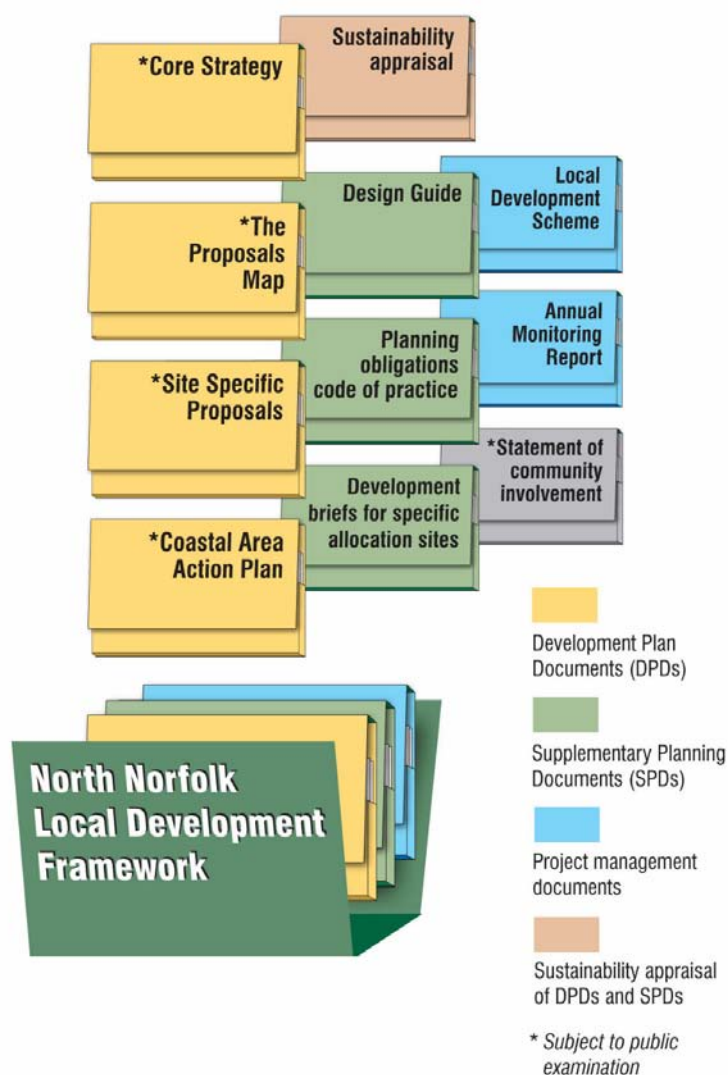 *Core Strategy
Sustainability
appraisal
*The
Proposals
Map
Design Guide
Local
Development
Scheme
*Site Specific
Proposals
Planning
obligations
code of practice
Annual
Monitoring
Report
*Coastal Area
Action Plan
Development
briefs for specific
allocation sites
*Statement of
community
involvement
North Norfolk
Local Development
Framework
Development Plan
Documents (DPDs)
Supplementary Planning
Documents (SPDs)
Project management
documents
Sustainability appraisal
of DPDs and SPDs
* Subject to public
examination